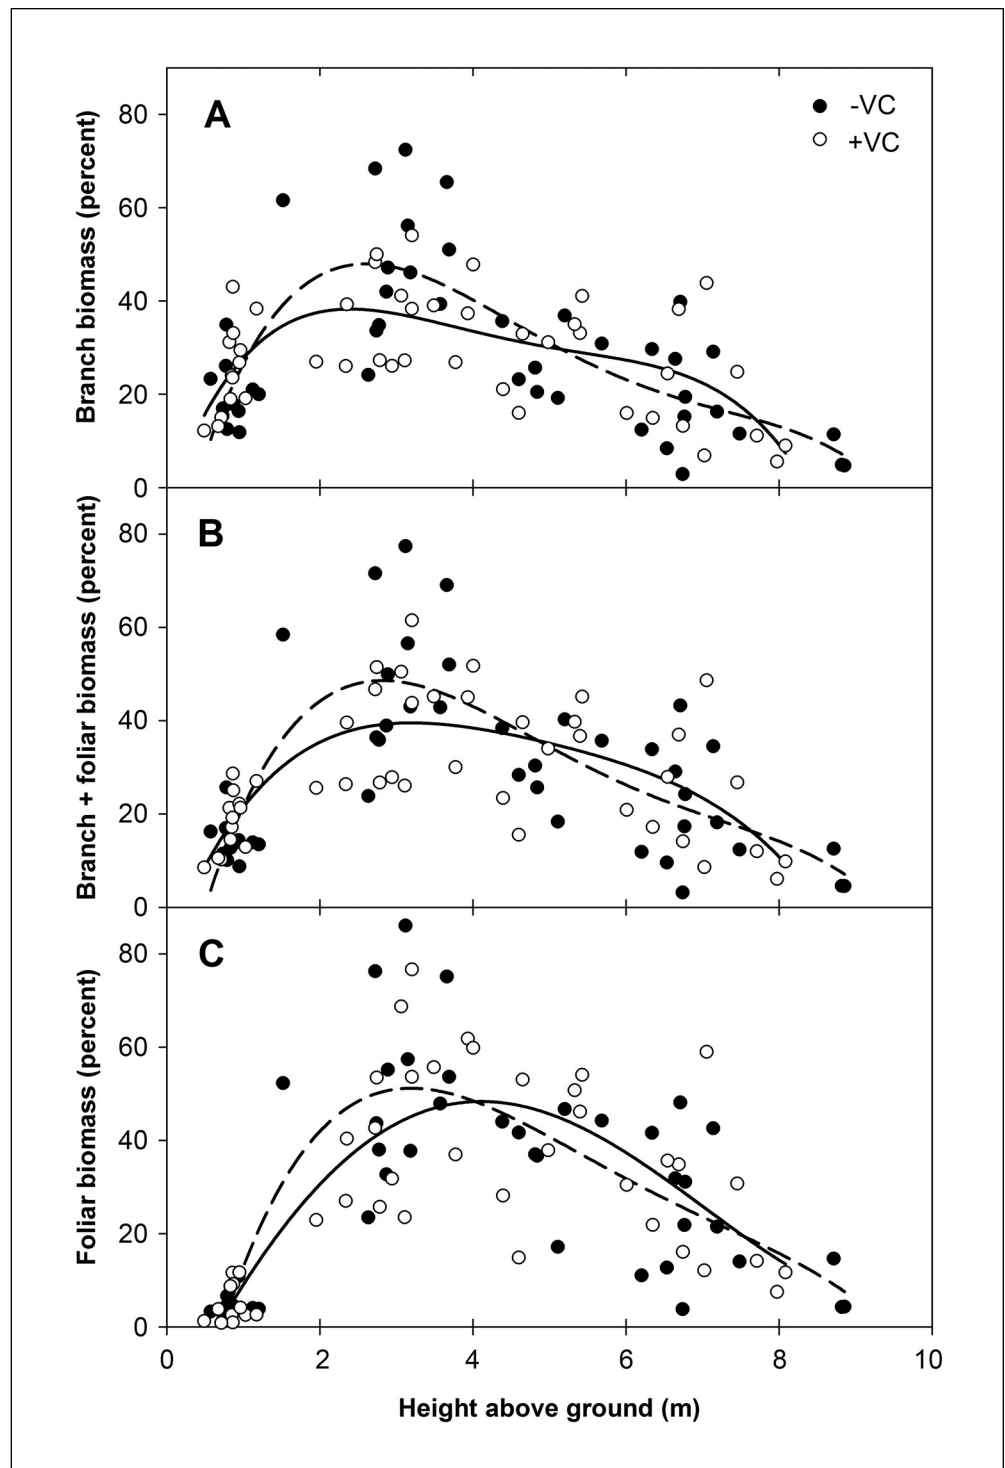 A
-VC
+VC
Branch biomass (percent)
80
60
40
20
0
B
Branch + foliar biomass (percent)
80
60
40
20
0
C
Foliar biomass (percent)
80
60
40
20
0
0 2 4 6 8 10
Height above ground (m)